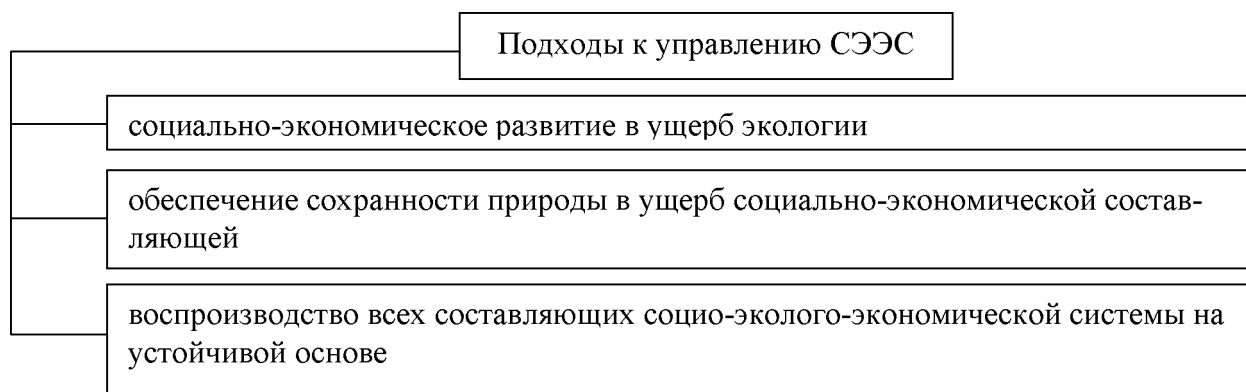 Подходы к управлению СЭЭС
социально-экономическое развитие в ущерб экологии
обеспечение сохранности природы в ущерб социально-экономической состав-
ляющей
воспроизводство всех составляющих социо-эколого-экономической системы на
устойчивой основе